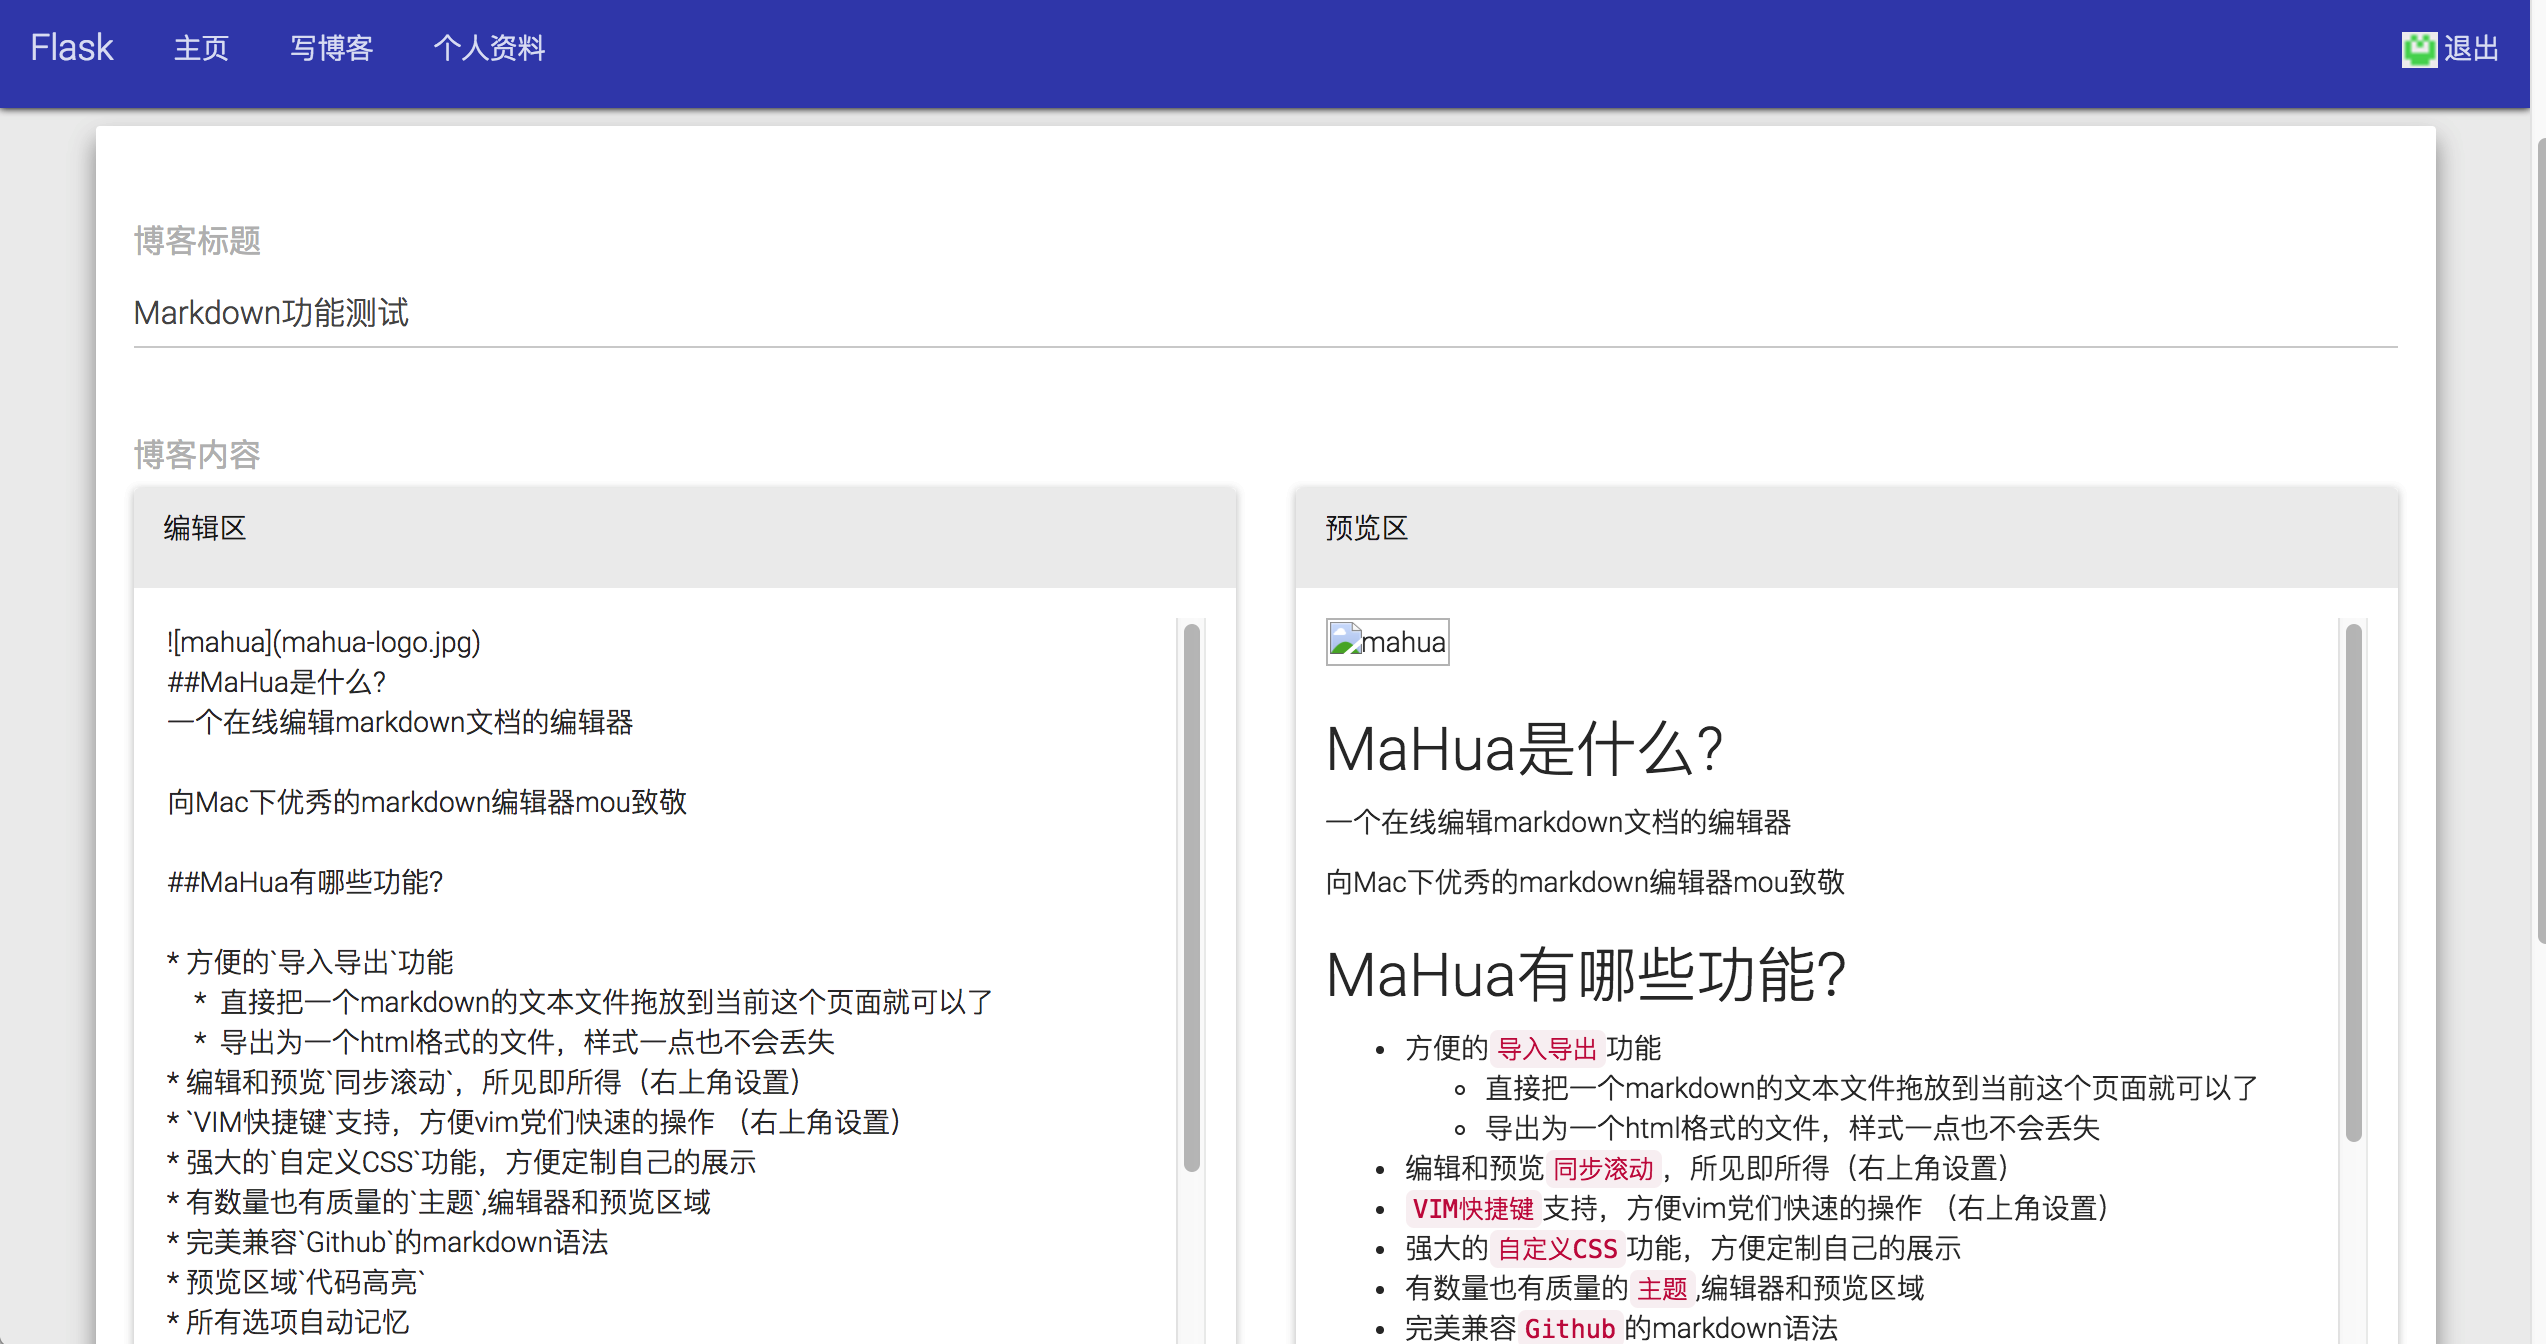 Flask 主页 写博客 个人资料 退出
博客标题
Markdown功能测试
博客内容
编辑区
![mahua](mahua-logo.jpg)
##MaHua是什么?
一个在线编辑markdown文档的编辑器
向Mac下优秀的markdown编辑器mou致敬
##MaHua有哪些功能?
* 方便的`导入导出`功能
    *  直接把一个markdown的文本文件拖放到当前这个页面就可以了
    *  导出为一个html格式的文件，样式一点也不会丢失
* 编辑和预览`同步滚动`，所见即所得（右上角设置）
* `VIM快捷键`支持，方便vim党们快速的操作 （右上角设置）
* 强大的`自定义CSS`功能，方便定制自己的展示
* 有数量也有质量的`主题`,编辑器和预览区域
* 完美兼容`Github`的markdown语法
* 预览区域`代码高亮`
* 所有选项自动记忆
预览区
mahua
MaHua是什么?
一个在线编辑markdown文档的编辑器
向Mac下优秀的markdown编辑器mou致敬
MaHua有哪些功能?
方便的导入导出功能
直接把一个markdown的文本文件拖放到当前这个页面就可以了
导出为一个html格式的文件，样式一点也不会丢失
编辑和预览同步滚动，所见即所得（右上角设置）
VIM快捷键支持，方便vim党们快速的操作 （右上角设置）
强大的自定义CSS功能，方便定制自己的展示
有数量也有质量的主题,编辑器和预览区域
完美兼容Github的markdown语法